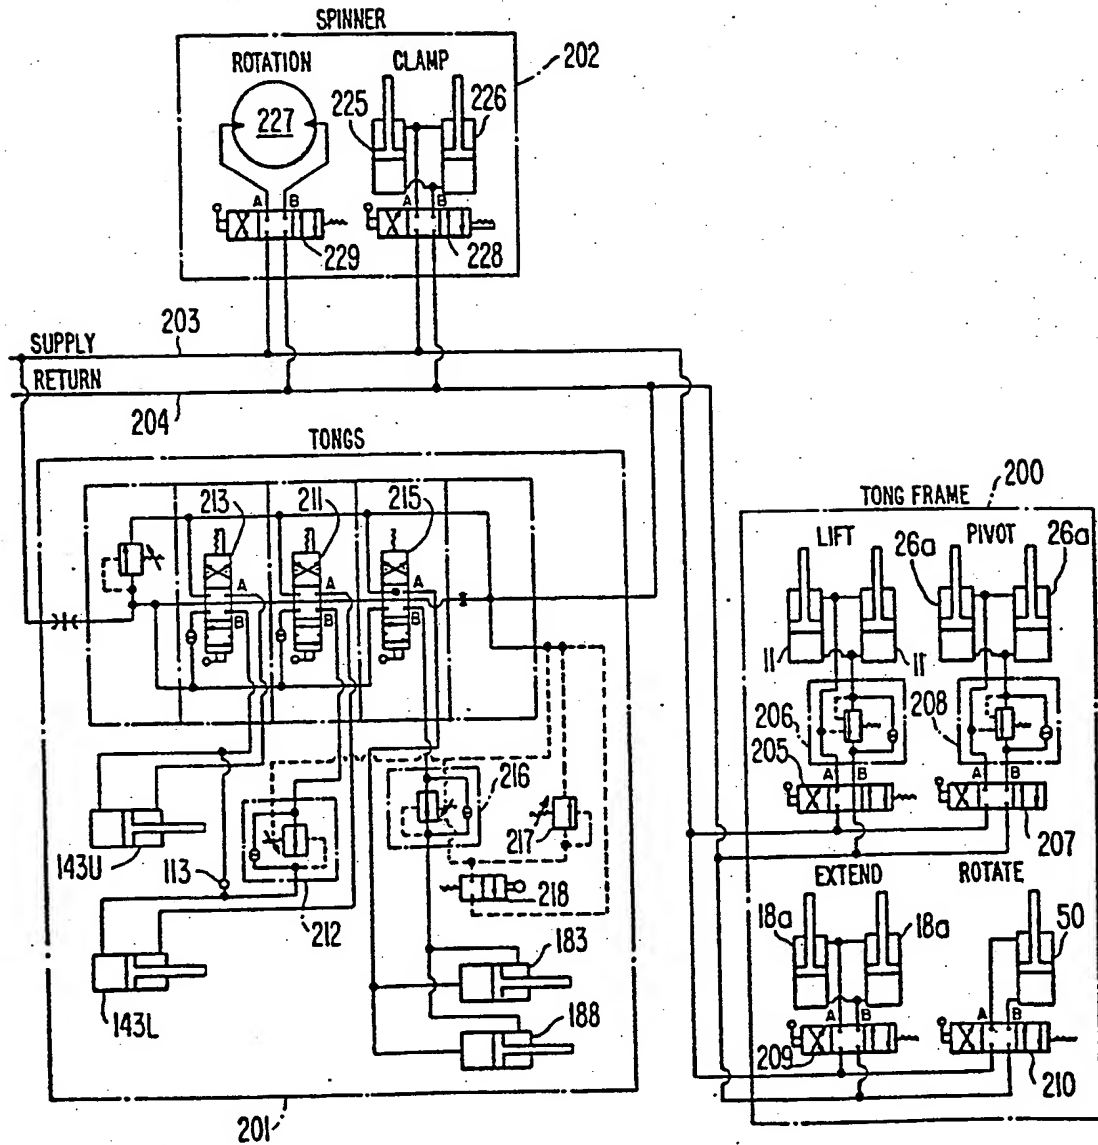 SPINNER
202
ROTATION CLAMP
225 226
227
A B A B
229 228
203
SUPPLY
RETURN
204
TONGS
213 211 215
A A A
B B B
216
217
143U
113
212
218
183
143L
188
201
200
TONG FRAME
LIFT PIVOT
26a 26a
11 11
206 208
205
A B A B
207
EXTEND ROTATE
18a 18a 50
A B A B
209 210